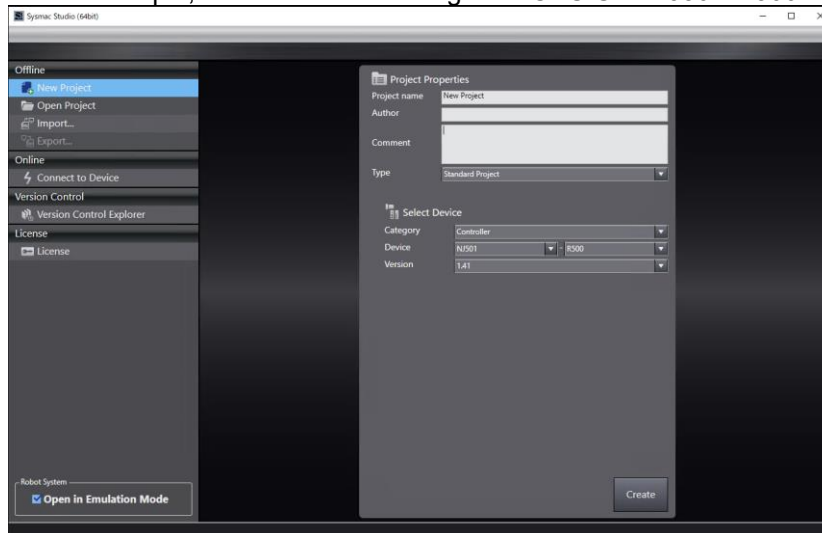 Sysmac Studio (64bit)
Offline
New Project
Open Project
Import...
Export...
Online
Connect to Device
Version Control
Version Control Explorer
License
License
Robot System
Open in Emulation Mode
Project Properties
Project name New Project
Author
Comment
Type Standard Project
Select Device
Category Controller
Device NJ501 - R500
Version 1.41
Create